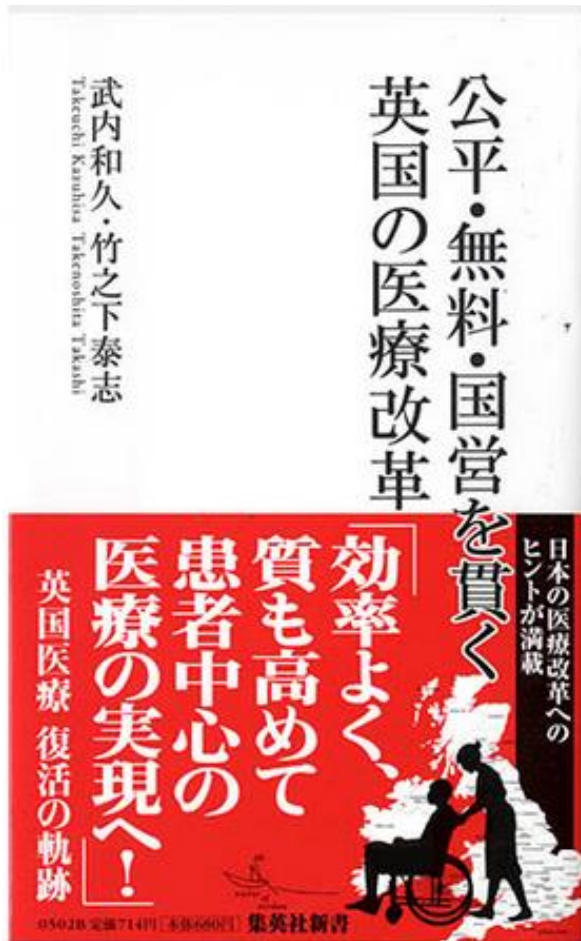 公平・無料・国営を貫く
英国の医療改革
武内和久・竹之下泰志
Takeuchi Kazuhisa Takenoshita Takashi
日本の医療改革への
ヒントが満載
「効率よく、
質も高めて
患者中心の
医療の実現へ!」
英国医療 復活の軌跡
0502B 定価714円[本体680円] 集英社新書